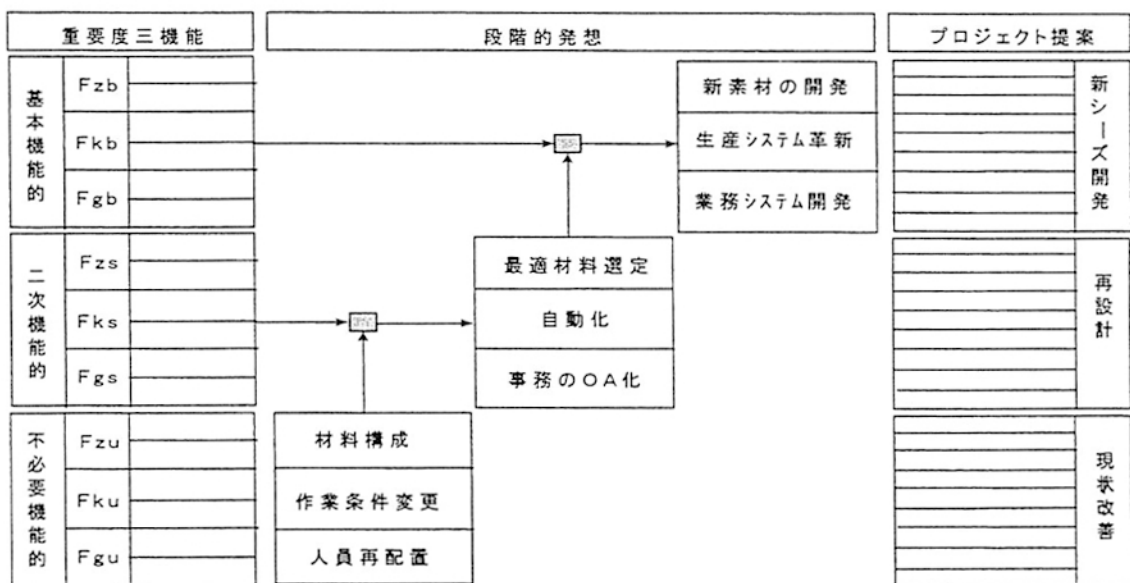 重要度三機能
段階的発想
プロジェクト提案
基本機能的
Fzb
Fkb
Fgb
新素材の開発
生産システム革新
業務システム開発
新シーズ開発
二次機能的
Fzs
Fks
Fgs
最適材料選定
自動化
事務のOA化
再設計
不必要機能的
Fzu
Fku
Fgu
材料構成
作業条件変更
人員再配置
現状改善